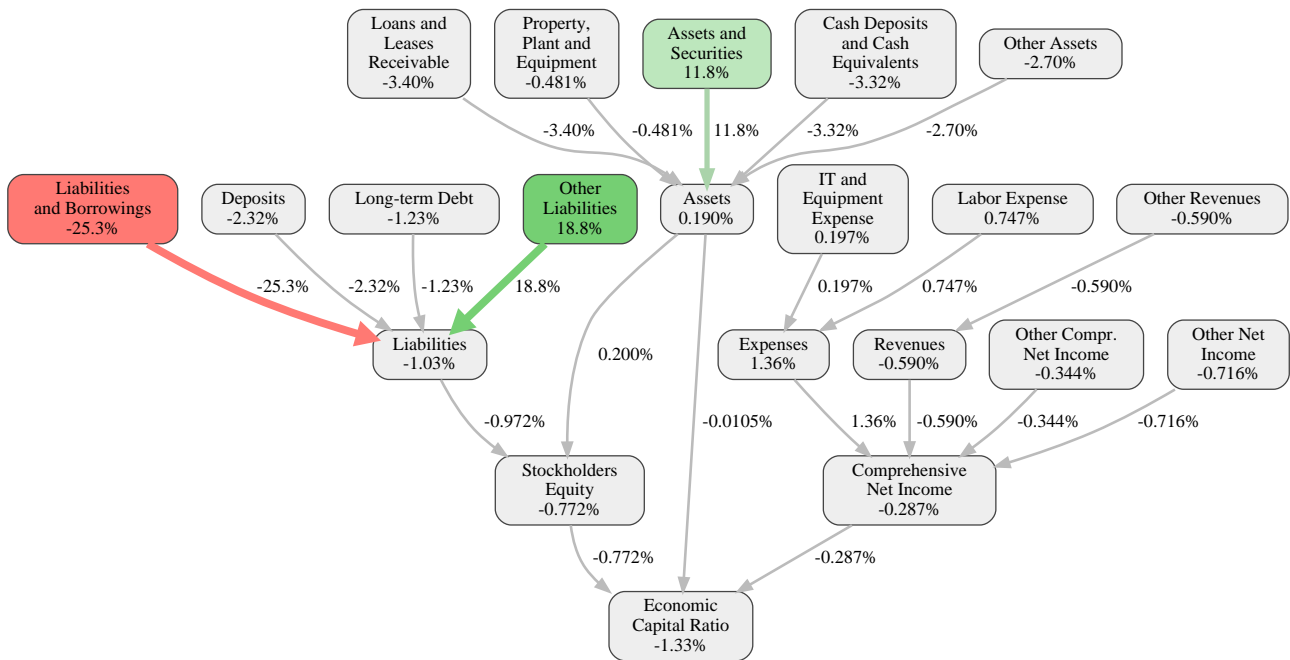 Loans and
Leases
Receivable
-3.40%
Property,
Plant and
Equipment
-0.481%
Assets and
Securities
11.8%
Cash Deposits
and Cash
Equivalents
-3.32%
Other Assets
-2.70%
-3.40%
-0.481%
11.8%
-3.32%
-2.70%
Liabilities
and Borrowings
-25.3%
Deposits
-2.32%
Long-term Debt
-1.23%
Other
Liabilities
18.8%
Assets
0.190%
IT and
Equipment
Expense
0.197%
Labor Expense
0.747%
Other Revenues
-0.590%
-25.3%
-2.32%
-1.23%
18.8%
0.197%
0.747%
-0.590%
Liabilities
-1.03%
0.200%
Expenses
1.36%
Revenues
-0.590%
Other Compr.
Net Income
-0.344%
Other Net
Income
-0.716%
-0.972%
-0.0105%
1.36%
-0.590%
-0.344%
-0.716%
Stockholders
Equity
-0.772%
Comprehensive
Net Income
-0.287%
-0.772%
-0.287%
Economic
Capital Ratio
-1.33%